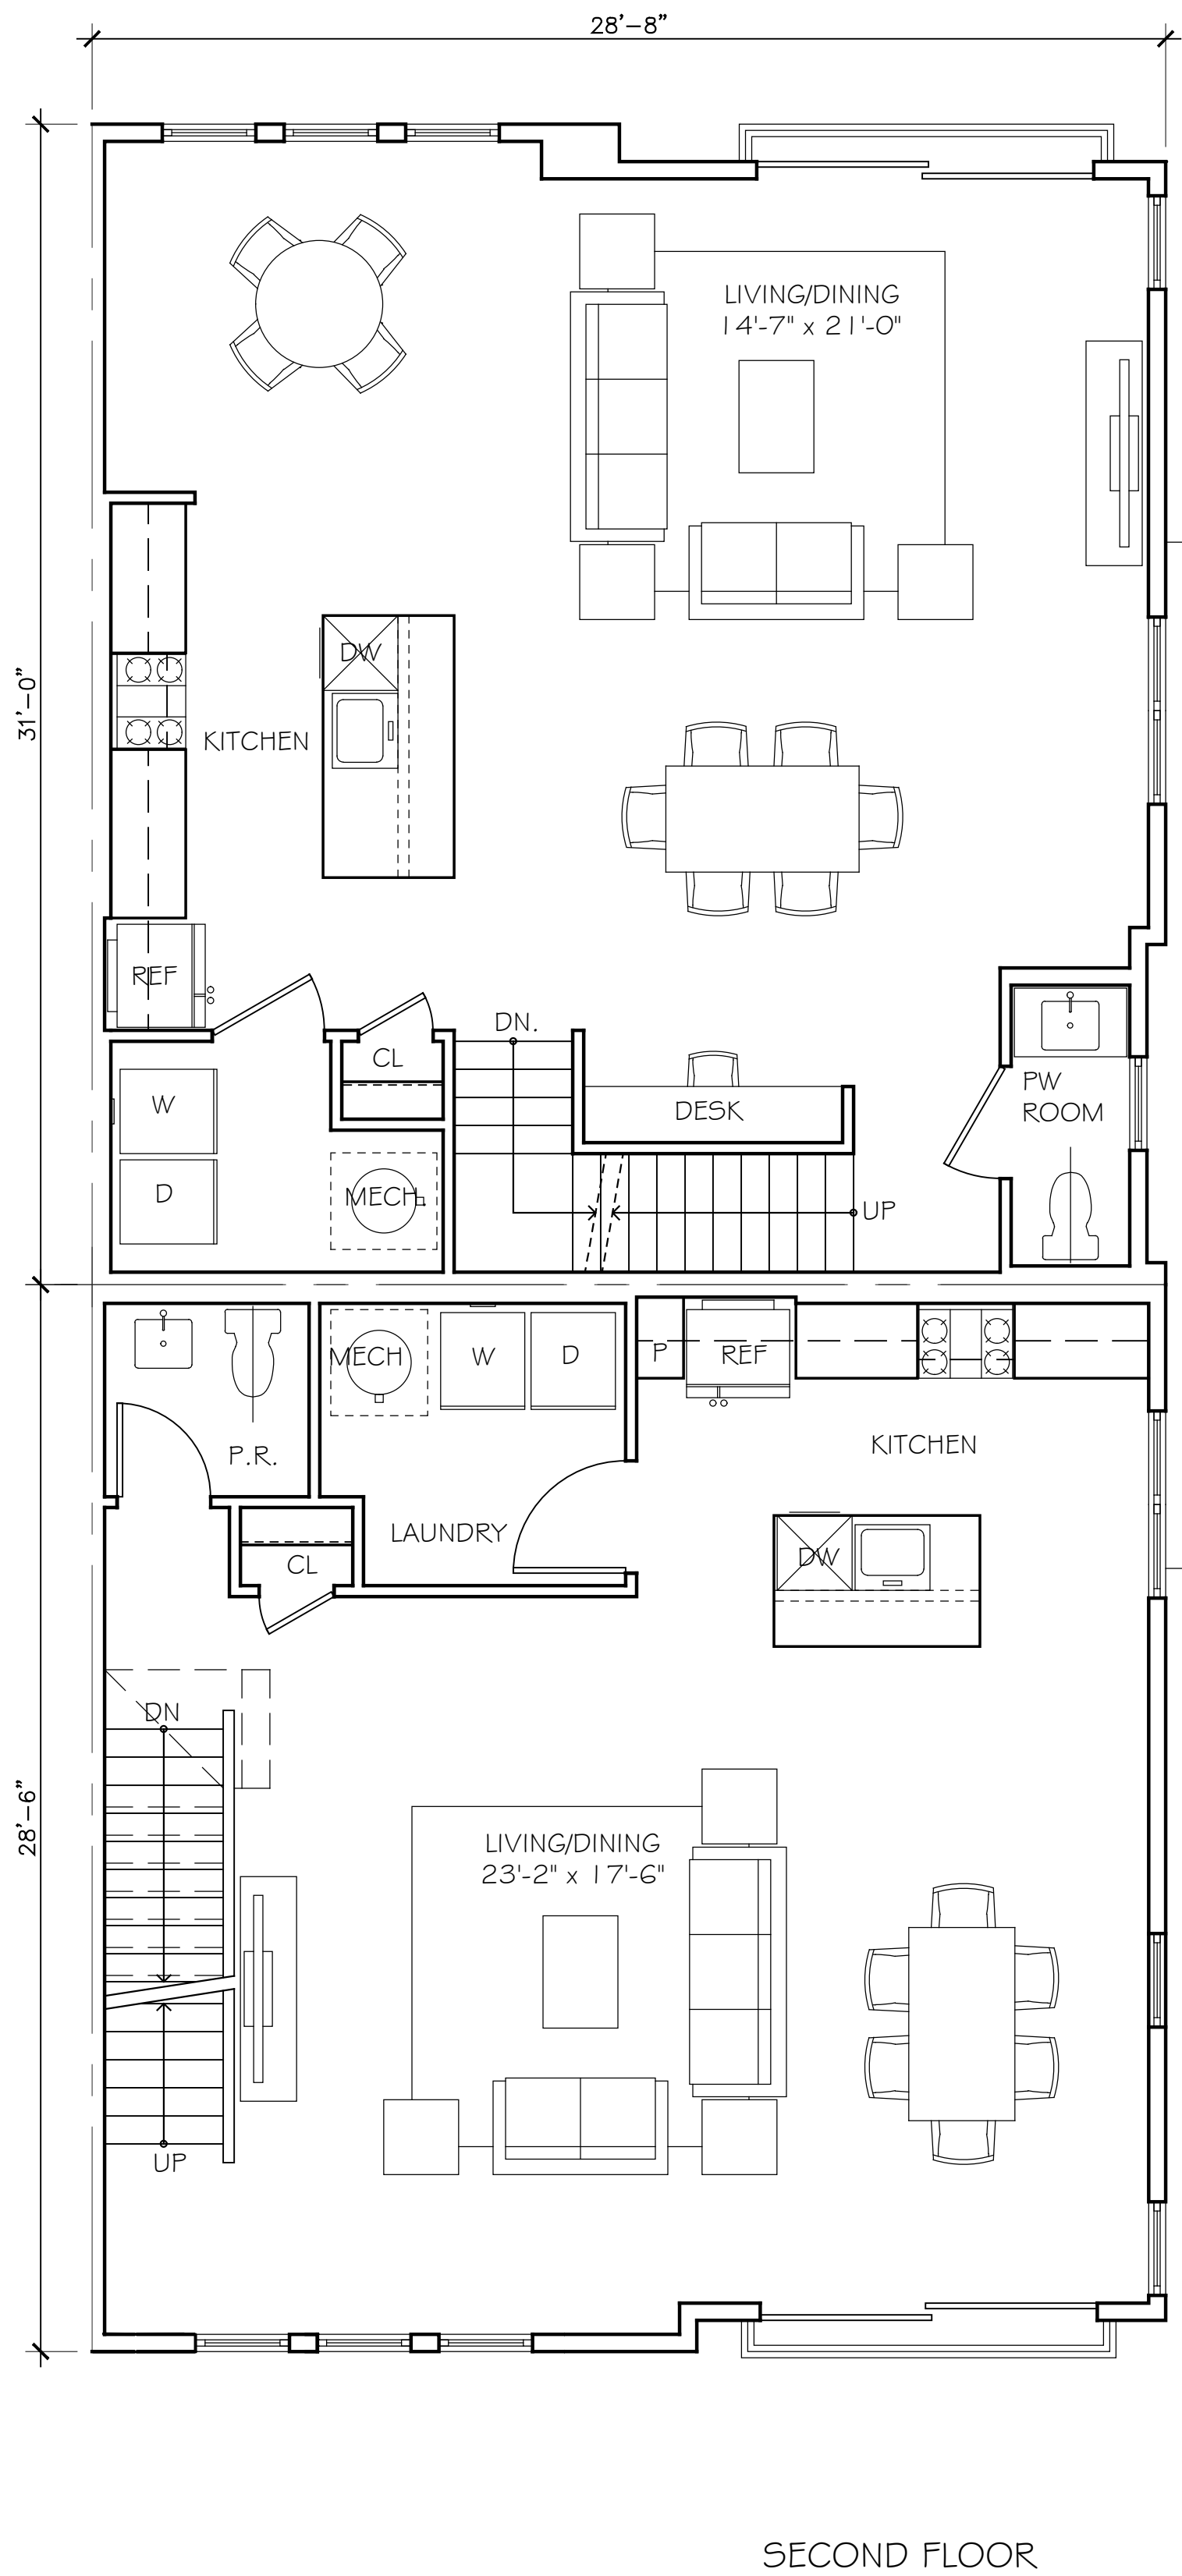 28'-8"
LIVING/DINING
14'-7" x 21'-0"
31'-0"
DW
KITCHEN
REF
DN.
CL
W
DESK
PW
ROOM
D
MECH.
UP
MECH
W
D
P
REF
P.R.
KITCHEN
LAUNDRY
DW
CL
DN
28'-6"
LIVING/DINING
23'-2" x 17'-6"
UP
SECOND FLOOR